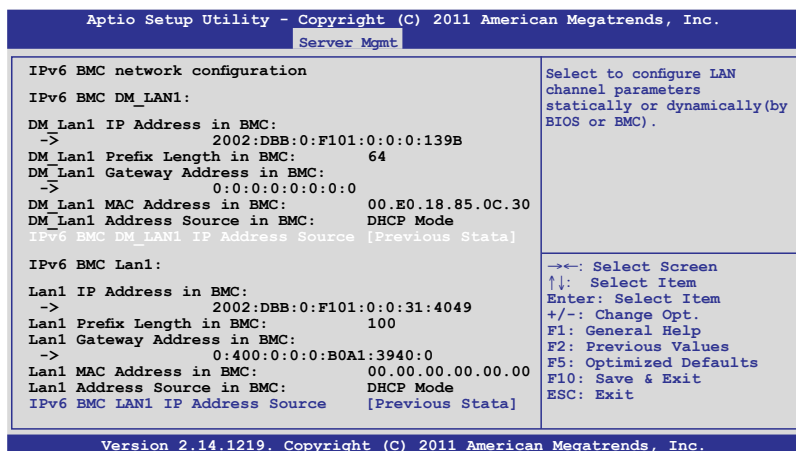 Aptio Setup Utility - Copyright (C) 2011 American Megatrends, Inc.
Server Mgmt
IPv6 BMC network configuration
IPv6 BMC DM_LAN1:
DM_Lan1 IP Address in BMC:
-> 2002:DBB:0:F101:0:0:0:139B
DM_Lan1 Prefix Length in BMC: 64
DM_Lan1 Gateway Address in BMC:
-> 0:0:0:0:0:0:0:0
DM_Lan1 MAC Address in BMC: 00.E0.18.85.0C.30
DM_Lan1 Address Source in BMC: DHCP Mode
IPv6 BMC DM_LAN1 IP Address Source [Previous Stata]
IPv6 BMC Lan1:
Lan1 IP Address in BMC:
-> 2002:DBB:0:F101:0:0:31:4049
Lan1 Prefix Length in BMC: 100
Lan1 Gateway Address in BMC:
-> 0:400:0:0:0:B0A1:3940:0
Lan1 MAC Address in BMC: 00.00.00.00.00.00
Lan1 Address Source in BMC: DHCP Mode
IPv6 BMC LAN1 IP Address Source [Previous Stata]
Select to configure LAN
channel parameters
statically or dynamically(by
BIOS or BMC).
→←: Select Screen
↑↓: Select Item
Enter: Select Item
+/-: Change Opt.
F1: General Help
F2: Previous Values
F5: Optimized Defaults
F10: Save & Exit
ESC: Exit
Version 2.14.1219. Copyright (C) 2011 American Megatrends, Inc.